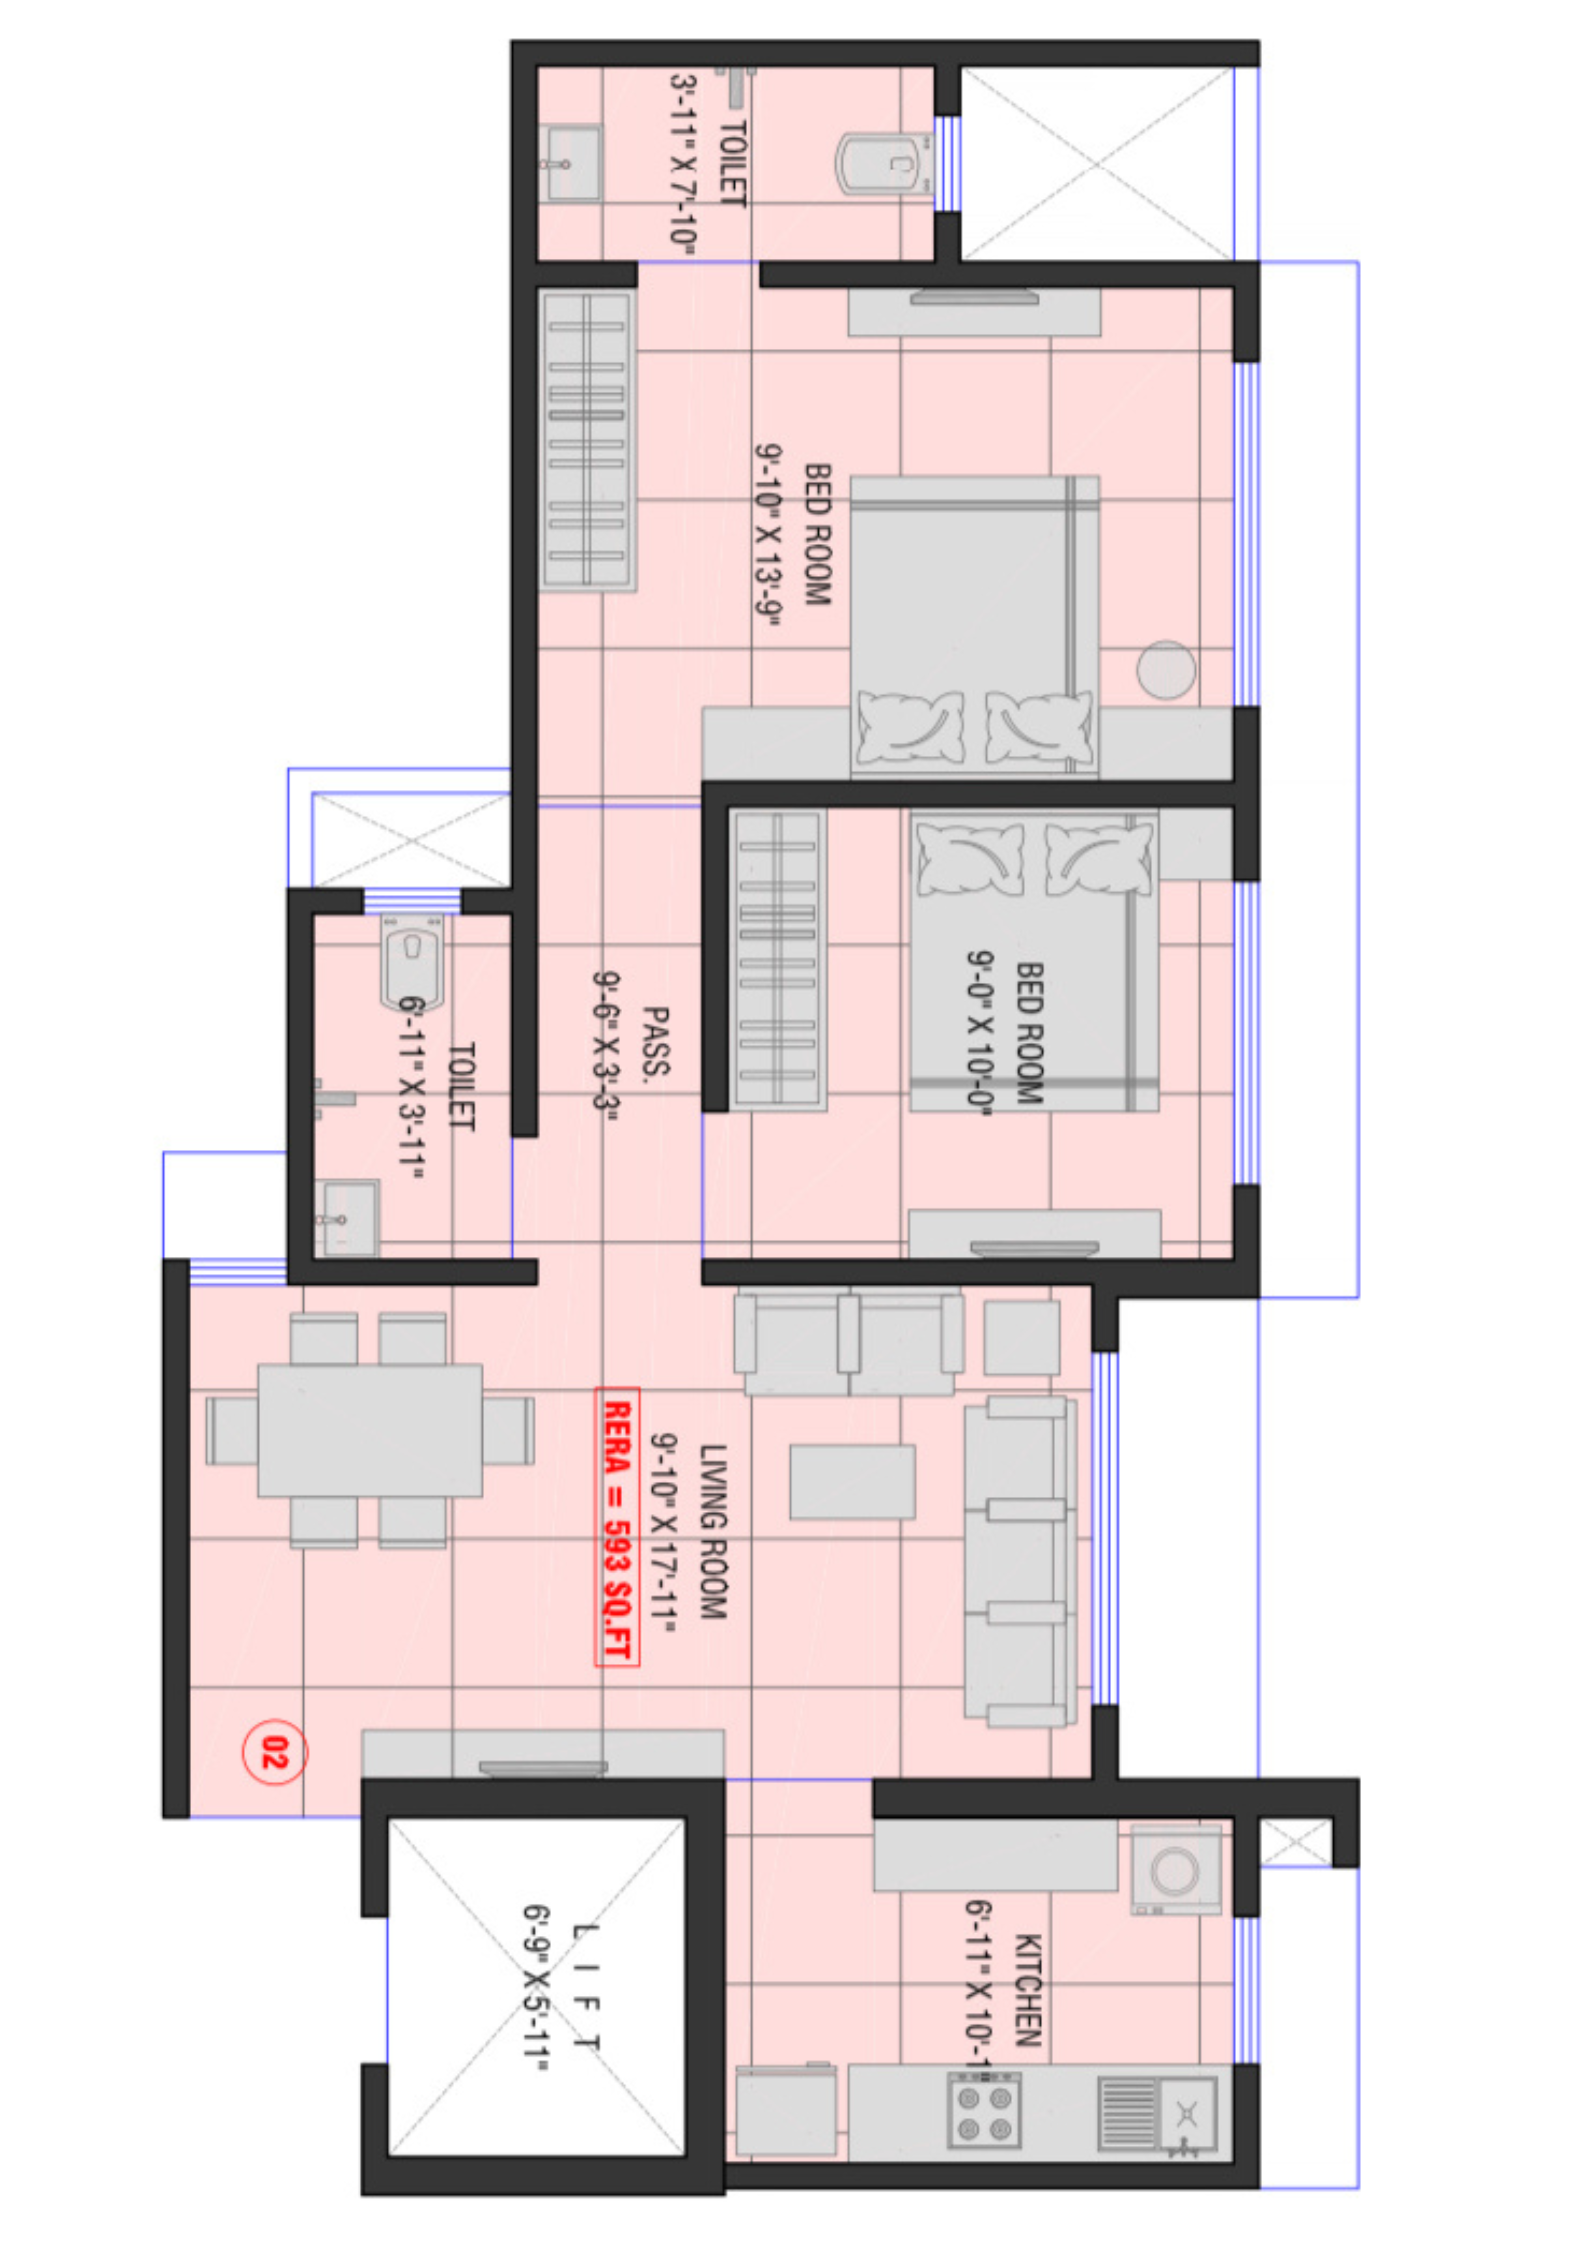 TOILET
3'-11" X 7'-10"
BED ROOM
9'-10" X 13'-9"
BED ROOM
9'-0" X 10'-0"
PASS.
9'-6" X 3'-3"
TOILET
6'-11" X 3'-11"
LIVING ROOM
9'-10" X 17'-11"
RERA = 593 SQ.FT
02
LIFT
6'-9" X 5'-11"
KITCHEN
6'-11" X 10'-1"